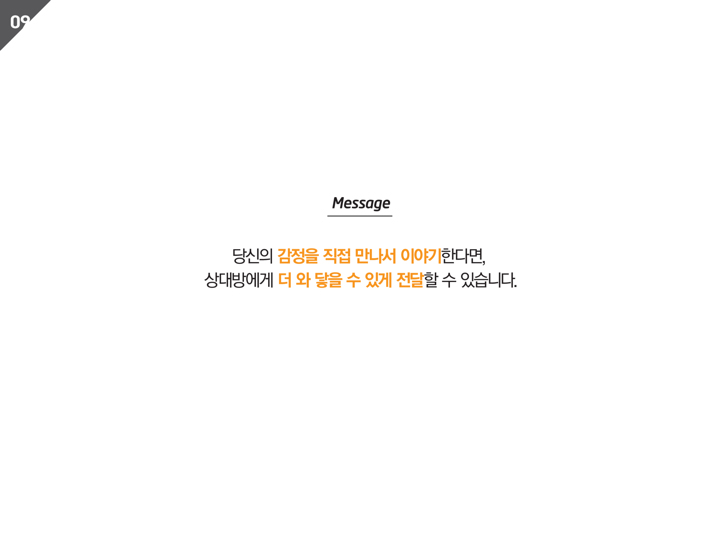 09
Message
당신의 감정을 직접 만나서 이야기한다면,
상대방에게 더 와 닿을 수 있게 전달할 수 있습니다.